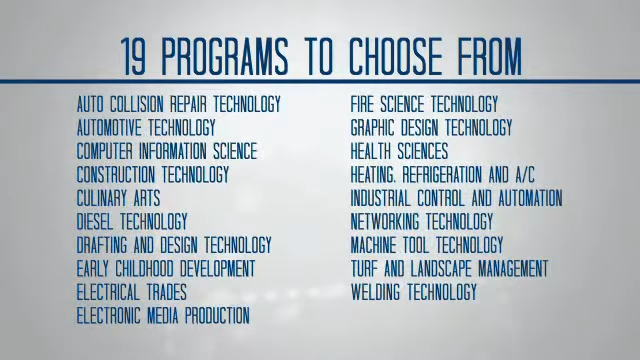 19 PROGRAMS TO CHOOSE FROM
AUTO COLLISION REPAIR TECHNOLOGY
AUTOMOTIVE TECHNOLOGY
COMPUTER INFORMATION SCIENCE
CONSTRUCTION TECHNOLOGY
CULINARY ARTS
DIESEL TECHNOLOGY
DRAFTING AND DESIGN TECHNOLOGY
EARLY CHILDHOOD DEVELOPMENT
ELECTRICAL TRADES
ELECTRONIC MEDIA PRODUCTION
FIRE SCIENCE TECHNOLOGY
GRAPHIC DESIGN TECHNOLOGY
HEALTH SCIENCES
HEATING, REFRIGERATION AND A/C
INDUSTRIAL CONTROL AND AUTOMATION
NETWORKING TECHNOLOGY
MACHINE TOOL TECHNOLOGY
TURF AND LANDSCAPE MANAGEMENT
WELDING TECHNOLOGY